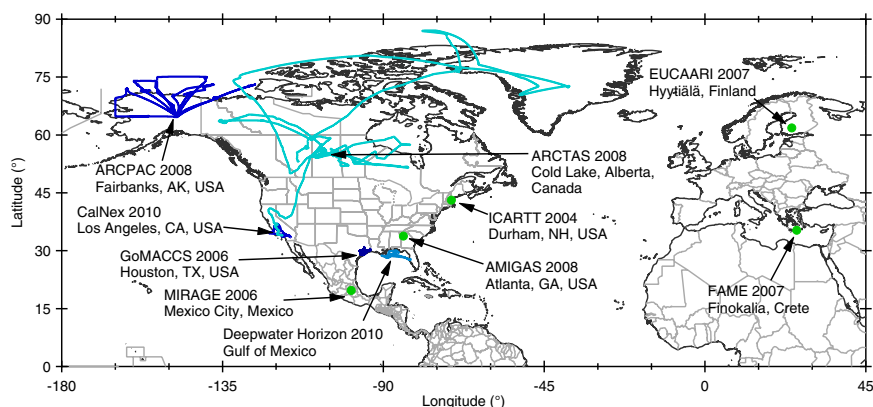 90
75
60
45
30
15
0
Latitude (°)
-180
-135
-90
-45
0
45
Longitude (°)
EUCAARI 2007
Hyytiälä, Finland
ARCPAC 2008
Fairbanks, AK, USA
ARCTAS 2008
Cold Lake, Alberta,
Canada
CalNex 2010
Los Angeles, CA, USA
ICARTT 2004
Durham, NH, USA
GoMACCS 2006
Houston, TX, USA
AMIGAS 2008
Atlanta, GA, USA
MIRAGE 2006
Mexico City, Mexico
FAME 2007
Finokalia, Crete
Deepwater Horizon 2010
Gulf of Mexico